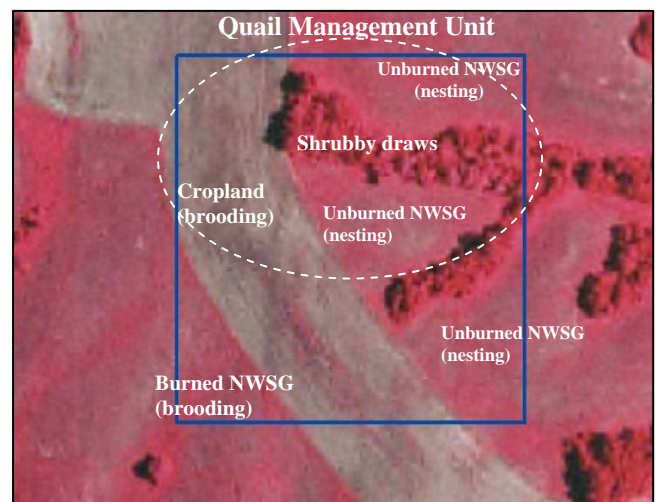 Quail Management Unit
Unburned NWSG
(nesting)
Shrubby draws
Cropland
(brooding)
Unburned NWSG
(nesting)
Unburned NWSG
(nesting)
Burned NWSG
(brooding)